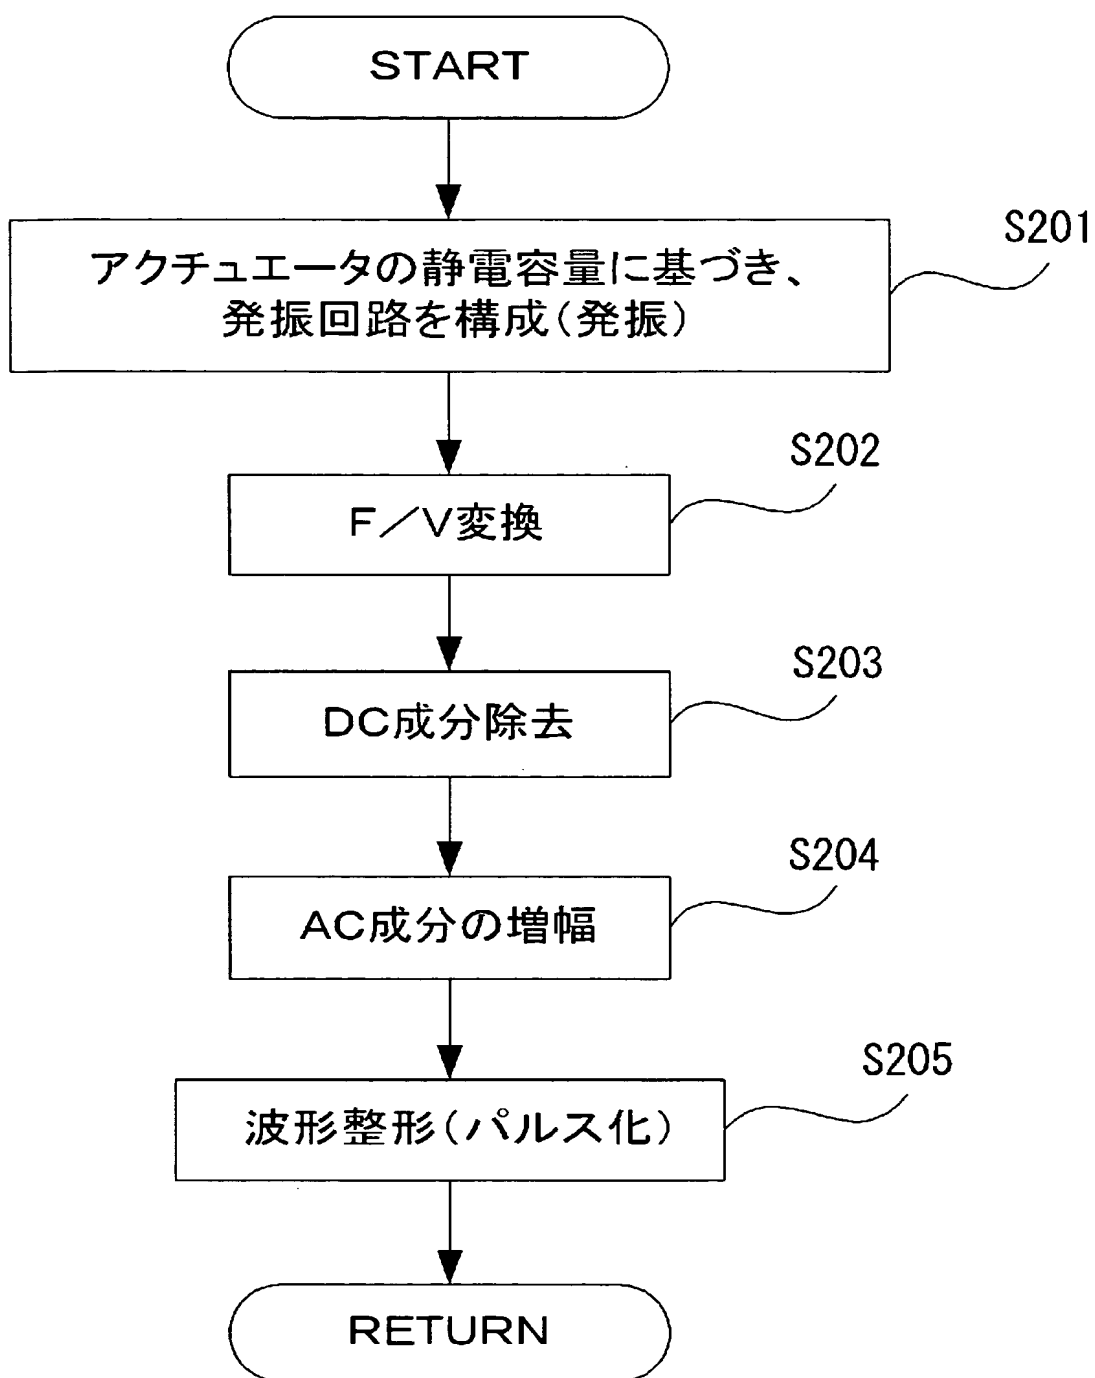 START
アクチュエータの静電容量に基づき、
発振回路を構成(発振)
S201
F/V変換
S202
DC成分除去
S203
AC成分の増幅
S204
波形整形(パルス化)
S205
RETURN